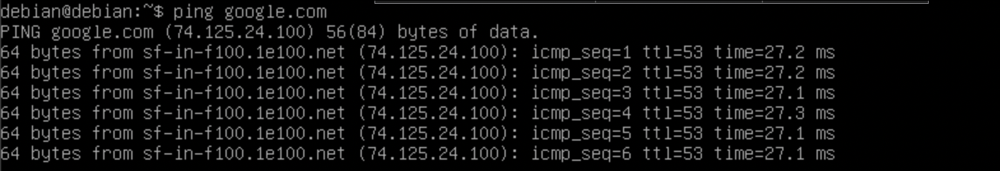 debian@debian:~$ ping google.com
PING google.com (74.125.24.100) 56(84) bytes of data.
64 bytes from sf-in-f100.1e100.net (74.125.24.100): icmp_seq=1 ttl=53 time=27.2 ms
64 bytes from sf-in-f100.1e100.net (74.125.24.100): icmp_seq=2 ttl=53 time=27.2 ms
64 bytes from sf-in-f100.1e100.net (74.125.24.100): icmp_seq=3 ttl=53 time=27.1 ms
64 bytes from sf-in-f100.1e100.net (74.125.24.100): icmp_seq=4 ttl=53 time=27.3 ms
64 bytes from sf-in-f100.1e100.net (74.125.24.100): icmp_seq=5 ttl=53 time=27.1 ms
64 bytes from sf-in-f100.1e100.net (74.125.24.100): icmp_seq=6 ttl=53 time=27.1 ms